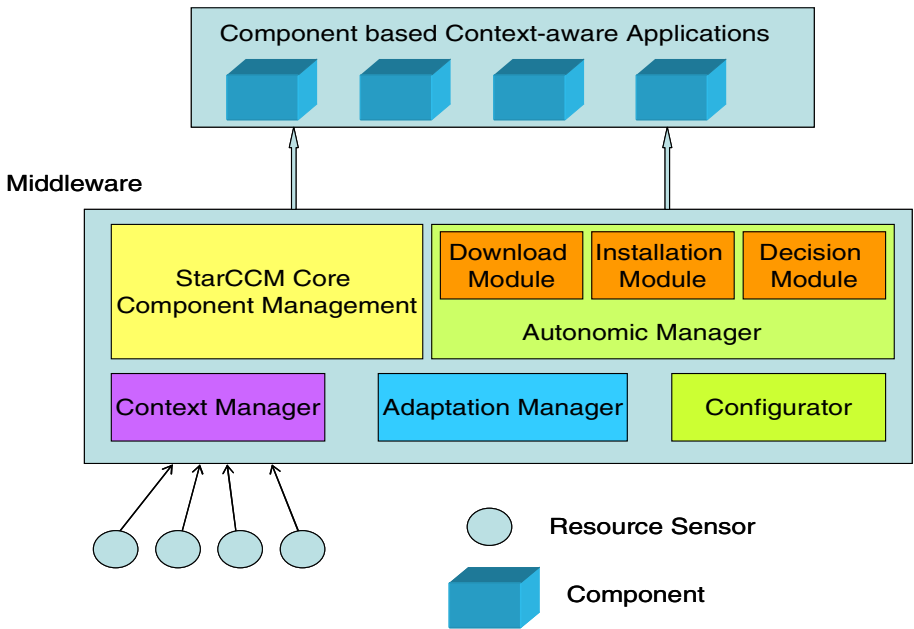 Component based Context-aware Applications
Middleware
StarCCM Core
Component Management
Download
Module
Installation
Module
Decision
Module
Autonomic Manager
Context Manager
Adaptation Manager
Configurator
Resource Sensor
Component